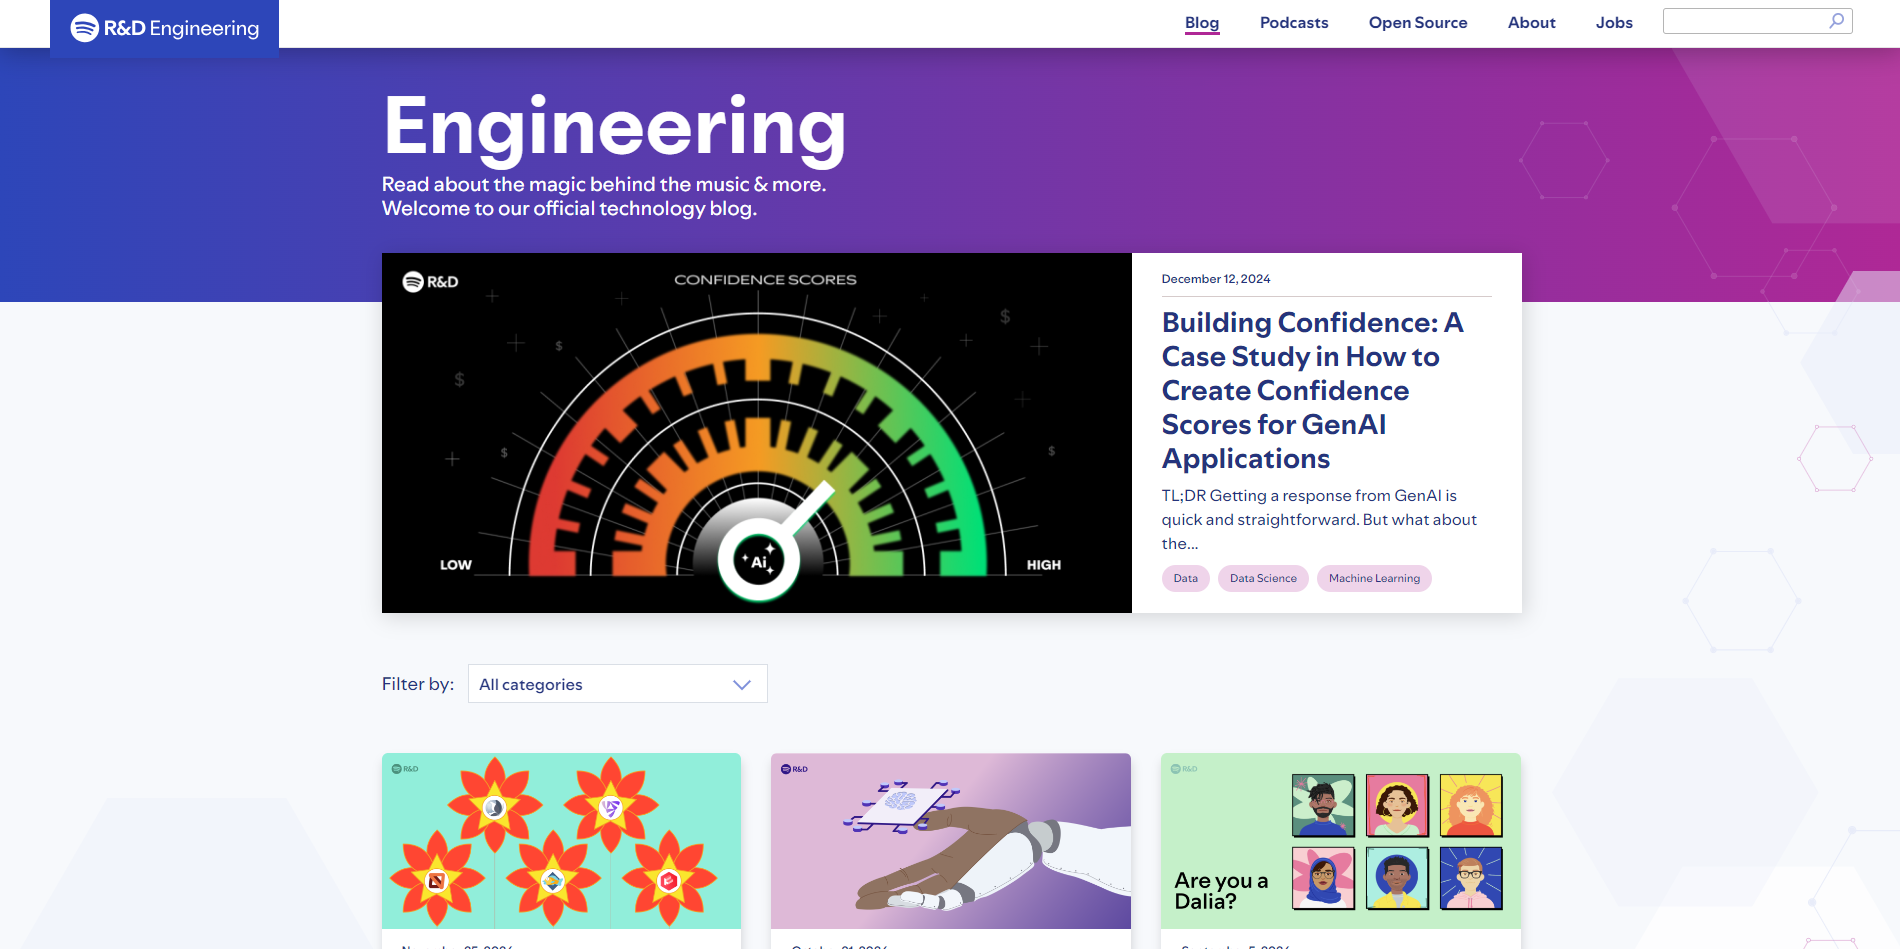 R&D Engineering
Blog
Podcasts
Open Source
About
Jobs
Engineering
Read about the magic behind the music & more.
Welcome to our official technology blog.
R&D
CONFIDENCE SCORES
$
$
$
$
$
LOW
Ai
HIGH
December 12, 2024
Building Confidence: A
Case Study in How to
Create Confidence
Scores for GenAI
Applications
TL;DR Getting a response from GenAI is
quick and straightforward. But what about
the...
Data
Data Science
Machine Learning
Filter by:
All categories
R&D
R&D
R&D
Are you a
Dalia?